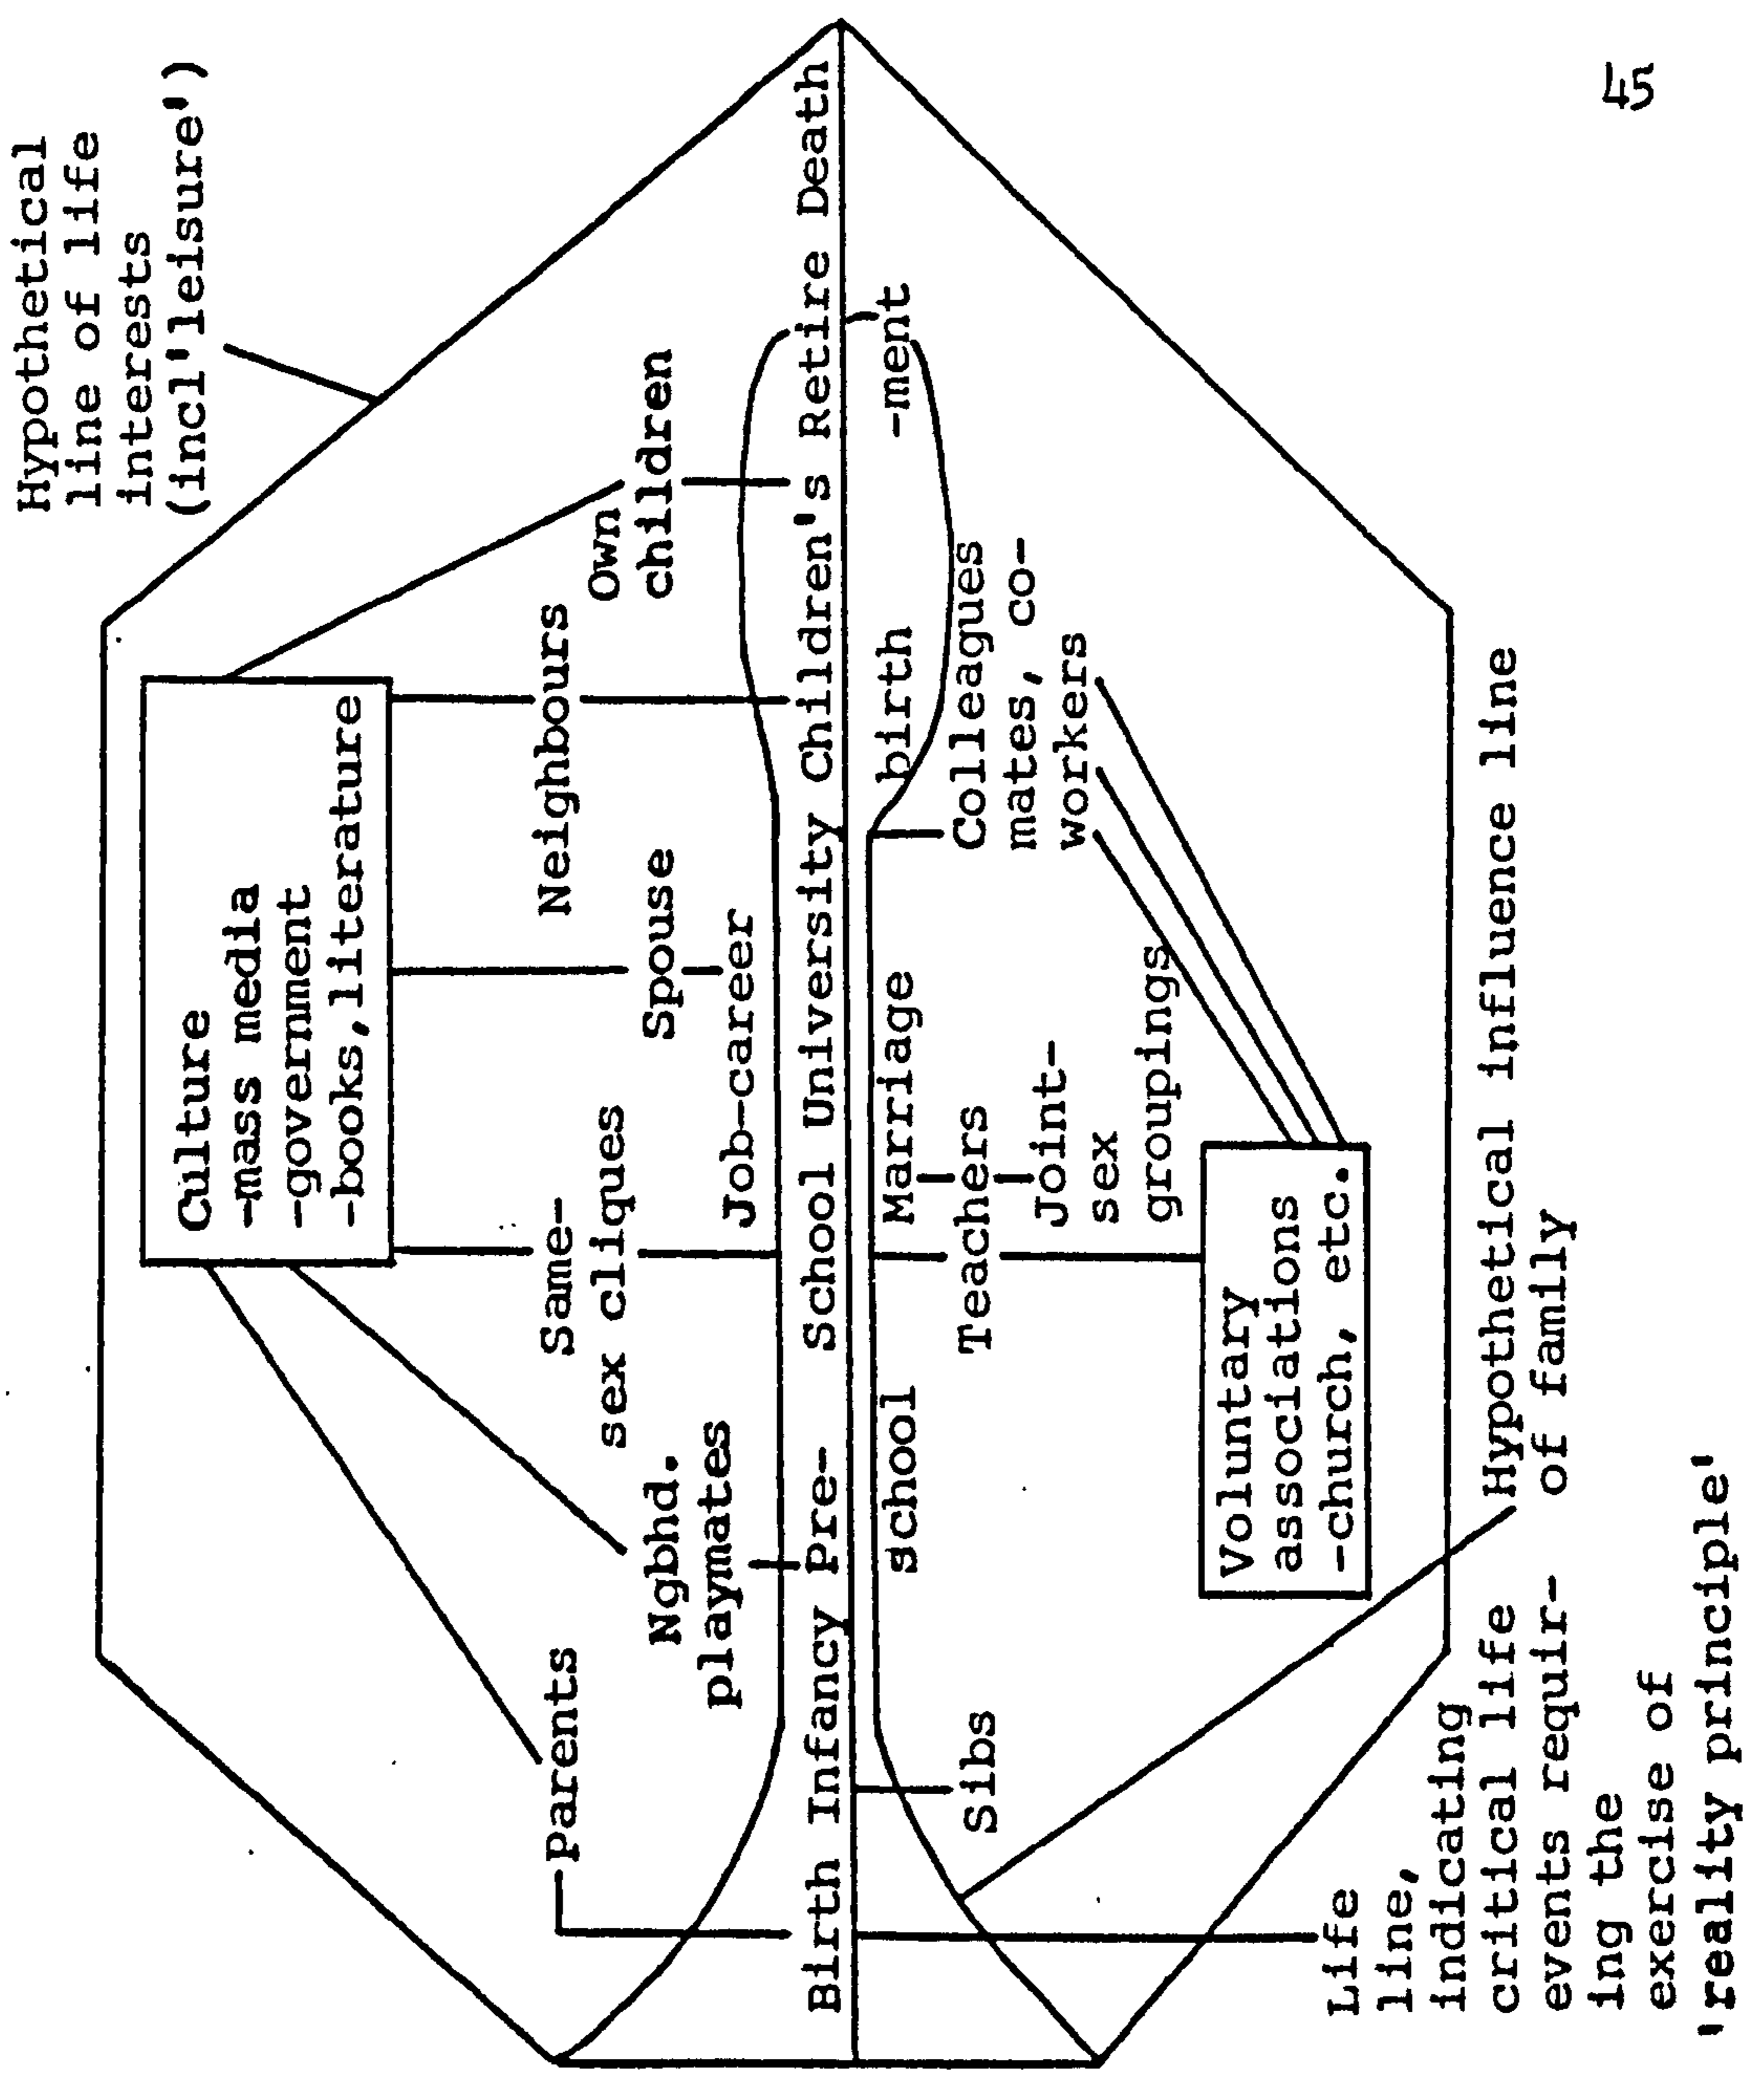 Hypothetical
line of life
interests
(incl'leisure')
Culture
-mass media
-government
-books,literature
Parents
Ngbhd.
playmates
Same-
sex cliques
Spouse
Job-career
Neighbours
Own
children
Birth Infancy Pre- School University Children's Retire Death
school
Marriage
birth
-ment
Sibs
Teachers
Joint-
sex
groupings
Colleagues
mates, co-
workers
Voluntary
associations
-church, etc.
Life
line,
indicating
critical life
events requir-
ing the
exercise of
'reality principle'
Hypothetical influence line
of family
45